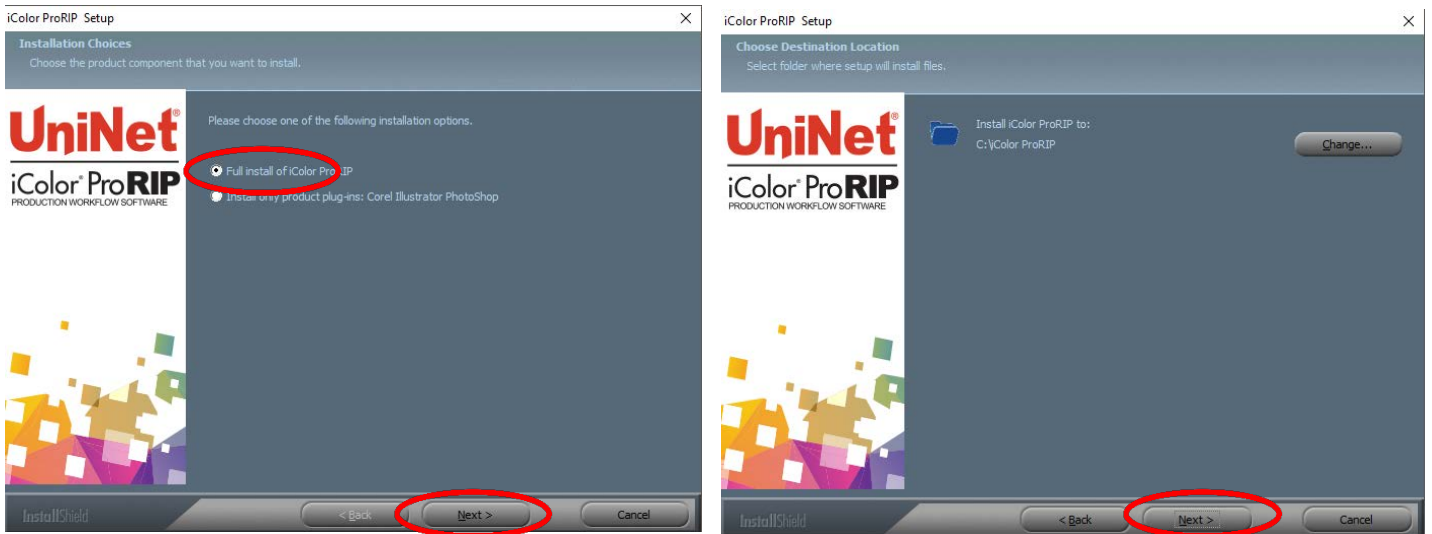 iColor ProRIP Setup
Installation Choices
Choose the product component that you want to install.
UniNet®
iColor® ProRIP
PRODUCTION WORKFLOW SOFTWARE
Please choose one of the following installation options.
Full install of iColor ProRIP
Install only product plug-ins: Corel Illustrator PhotoShop
InstallShield
< Back
Next >
Cancel
iColor ProRIP Setup
Choose Destination Location
Select folder where setup will install files.
UniNet®
iColor® ProRIP
PRODUCTION WORKFLOW SOFTWARE
Install iColor ProRIP to:
C:\iColor ProRIP
Change...
InstallShield
< Back
Next >
Cancel